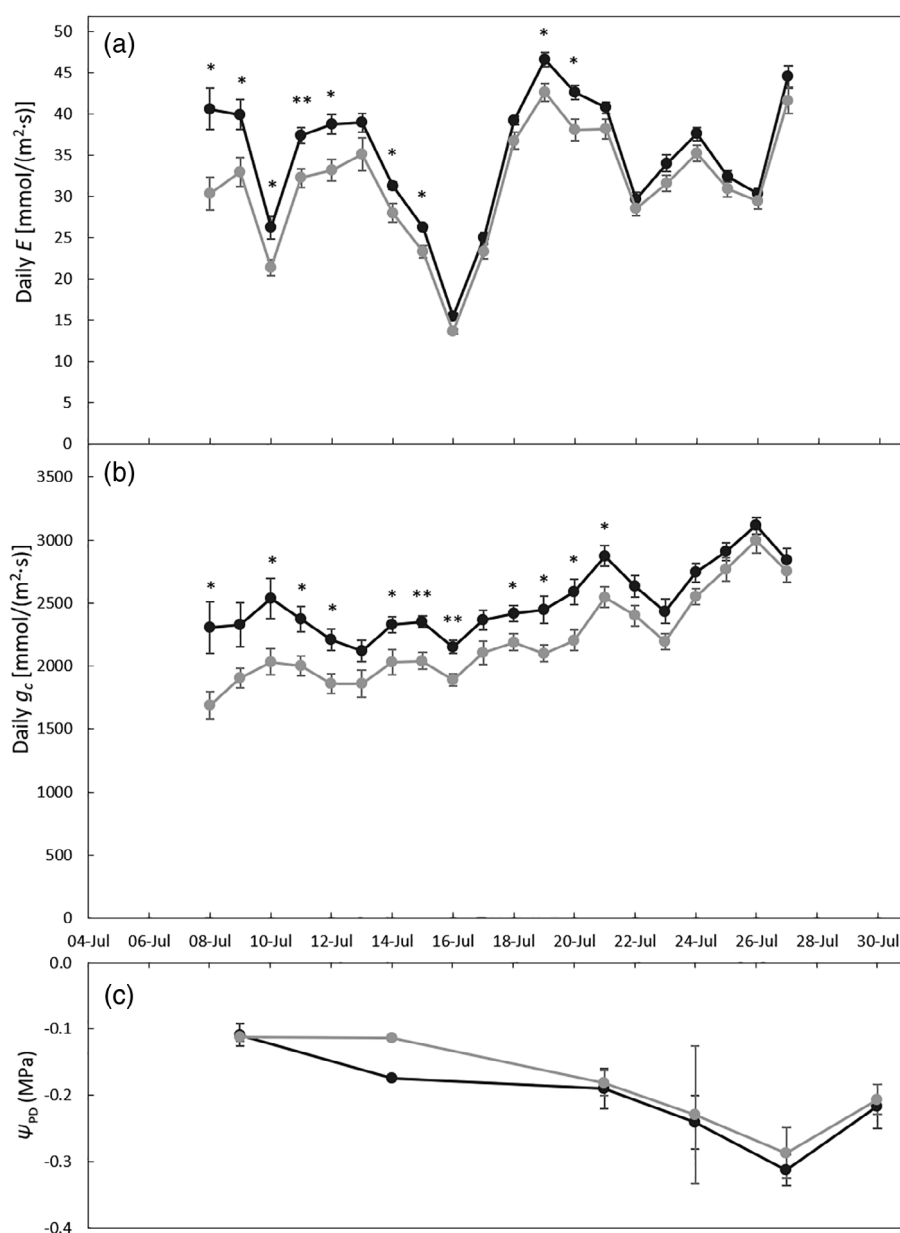 (a)
50
45
40
35
30
25
20
15
10
5
0
Daily E [mmol/(m²·s)]
* * * ** * * * * *
(b)
3500
3000
2500
2000
1500
1000
500
0
Daily gc [mmol/(m²·s)]
* * * * * ** ** * * * *
04-Jul 06-Jul 08-Jul 10-Jul 12-Jul 14-Jul 16-Jul 18-Jul 20-Jul 22-Jul 24-Jul 26-Jul 28-Jul 30-Jul
(c)
0.0
-0.1
-0.2
-0.3
-0.4
ΨPD (MPa)